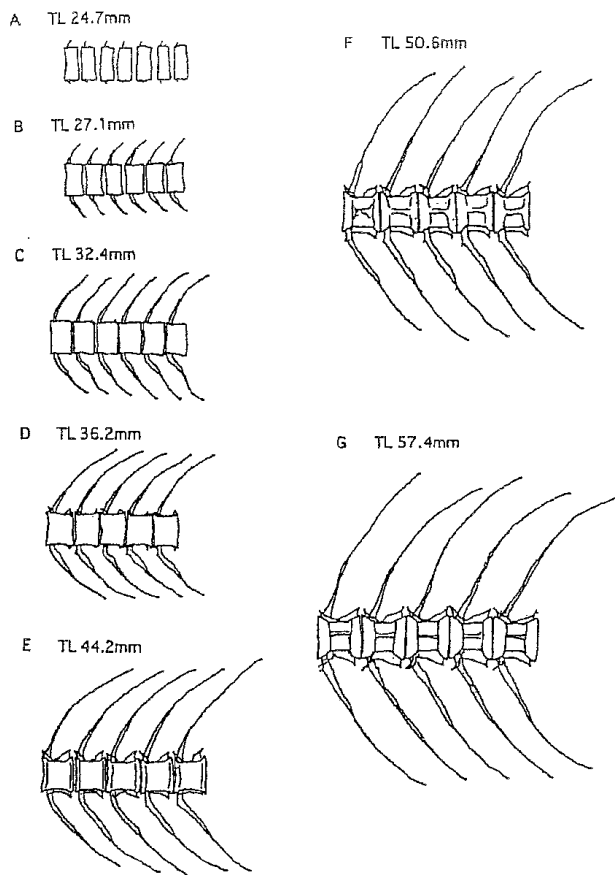 A TL 24.7mm
B TL 27.1mm
C TL 32.4mm
D TL 36.2mm
E TL 44.2mm
F TL 50.6mm
G TL 57.4mm